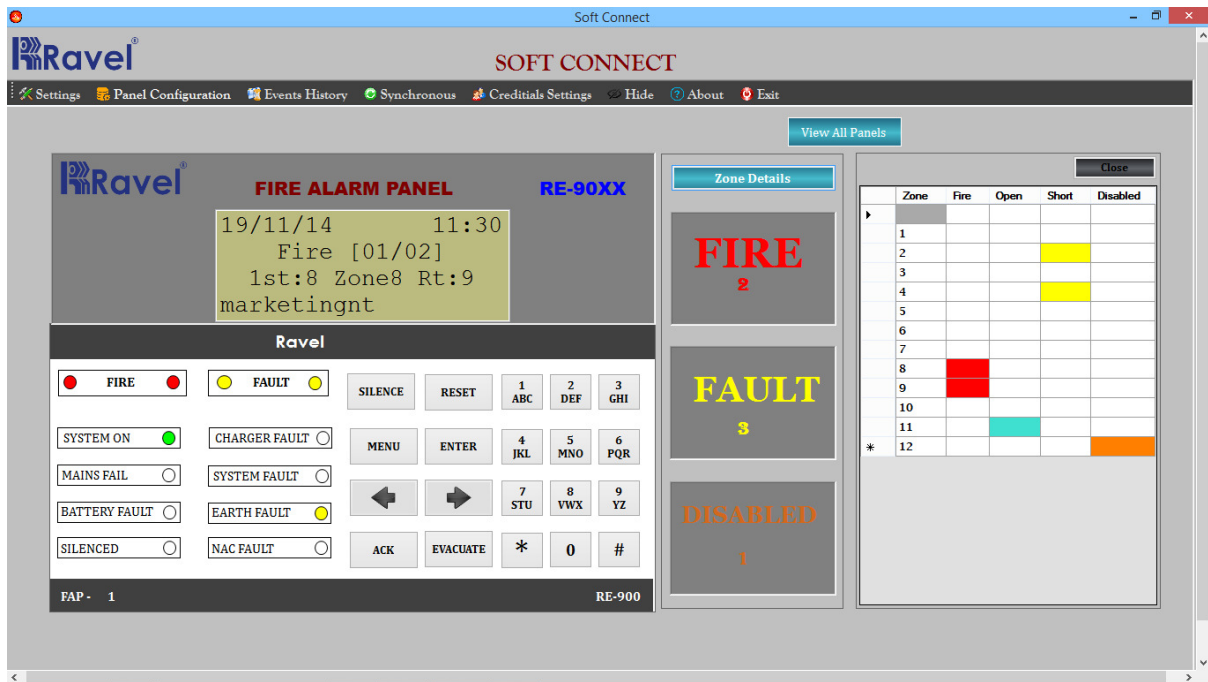 Soft Connect
Ravel®
SOFT CONNECT
Settings Panel Configuration Events History Synchronous Creditials Settings Hide About Exit
View All Panels
Ravel®
FIRE ALARM PANEL RE-90XX
19/11/14 11:30
Fire [01/02]
1st:8 Zone8 Rt:9
marketingnt
Ravel
FIRE FAULT
SYSTEM ON CHARGER FAULT
MAINS FAIL SYSTEM FAULT
BATTERY FAULT EARTH FAULT
SILENCED NAC FAULT
SILENCE RESET 1 ABC 2 DEF 3 GHI
MENU ENTER 4 JKL 5 MNO 6 PQR
7 STU 8 VWX 9 YZ
ACK EVACUATE * 0 #
FAP - 1 RE-900
Zone Details
FIRE
2
FAULT
3
DISABLED
1
Close
Zone Fire Open Short Disabled
1
2
3
4
5
6
7
8
9
10
11
* 12